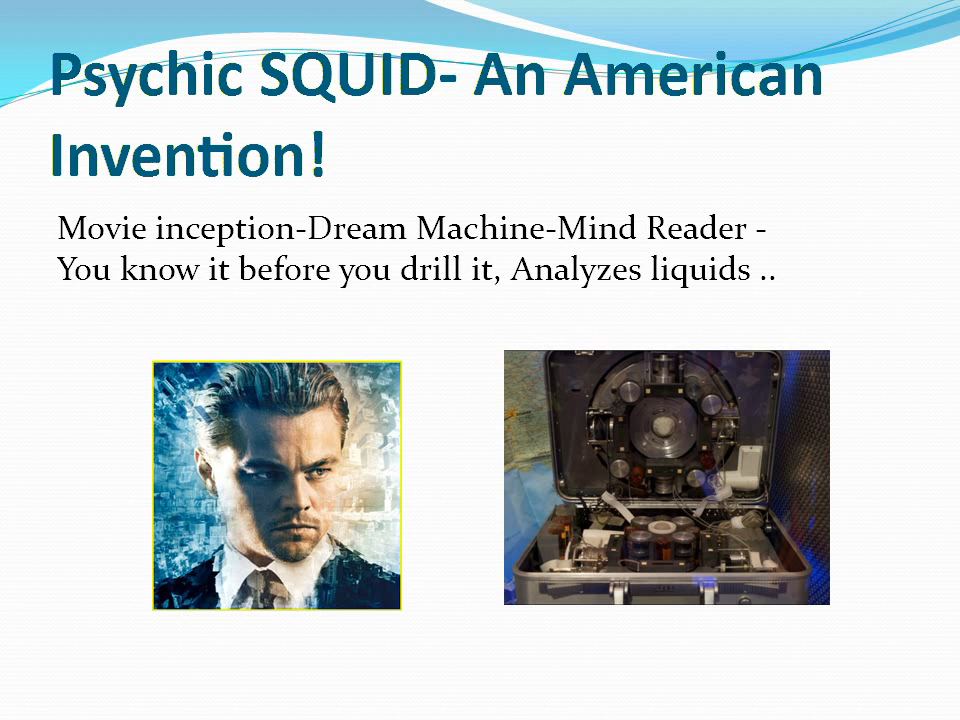 Psychic SQUID- An American
Invention!
Movie inception-Dream Machine-Mind Reader -
You know it before you drill it, Analyzes liquids ..